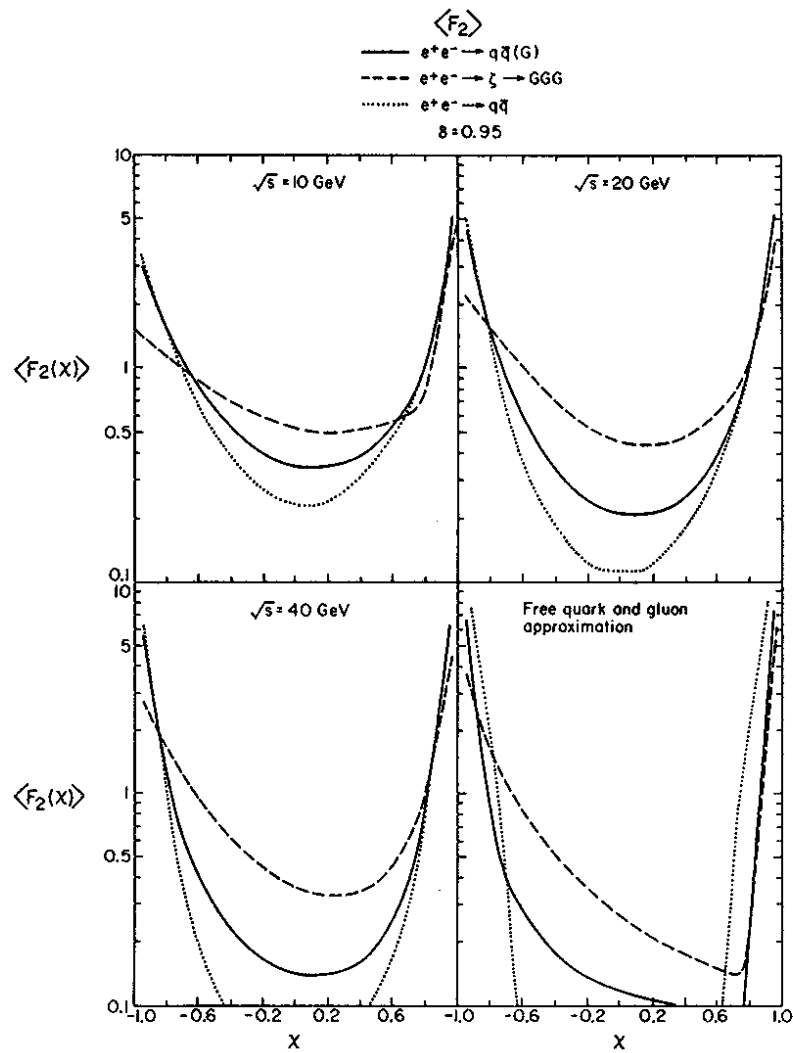 ⟨F₂⟩
e⁺e⁻ → qq̄(G)
e⁺e⁻ → ζ → GGG
e⁺e⁻ → qq̄
δ = 0.95
√s = 10 GeV
√s = 20 GeV
10
5
1
0.5
0.1
⟨F₂(χ)⟩
√s = 40 GeV
Free quark and gluon
approximation
10
5
1
0.5
0.1
⟨F₂(χ)⟩
-1.0 -0.6 -0.2 0.2 0.6 -1.0 -0.6 -0.2 0.2 0.6 1.0
χ χ